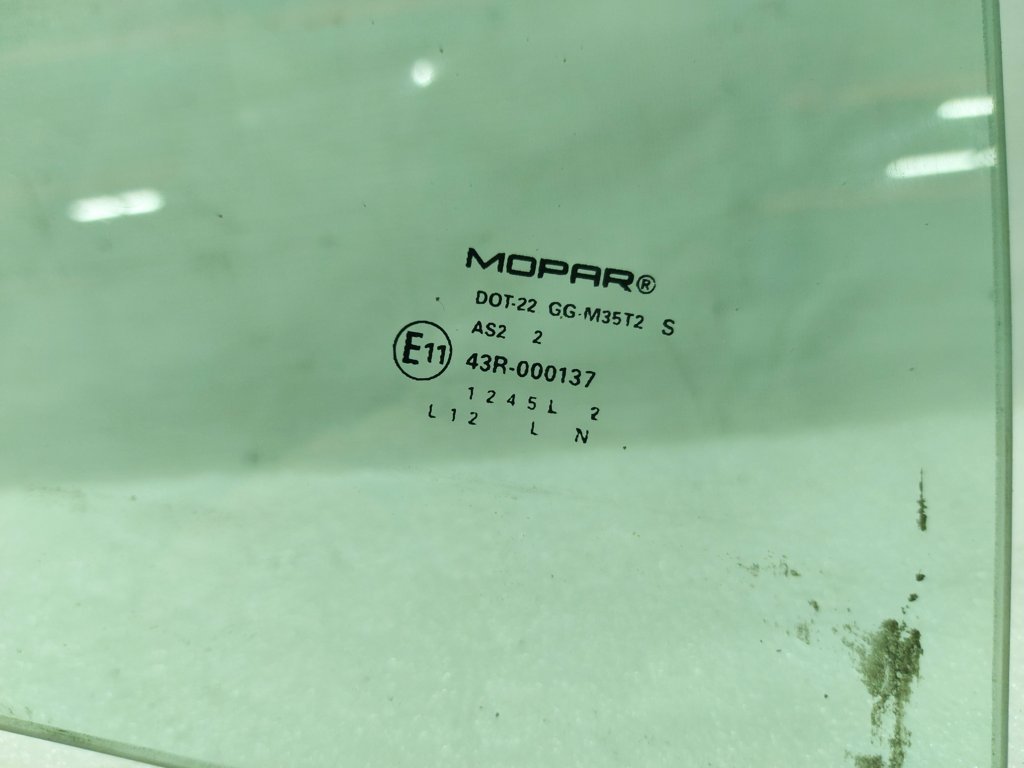 MOPAR®
DOT-22 GG-M35T2 S
AS2 2
E11 43R-000137
1 2 4 5 L 2
L 1 2 L N